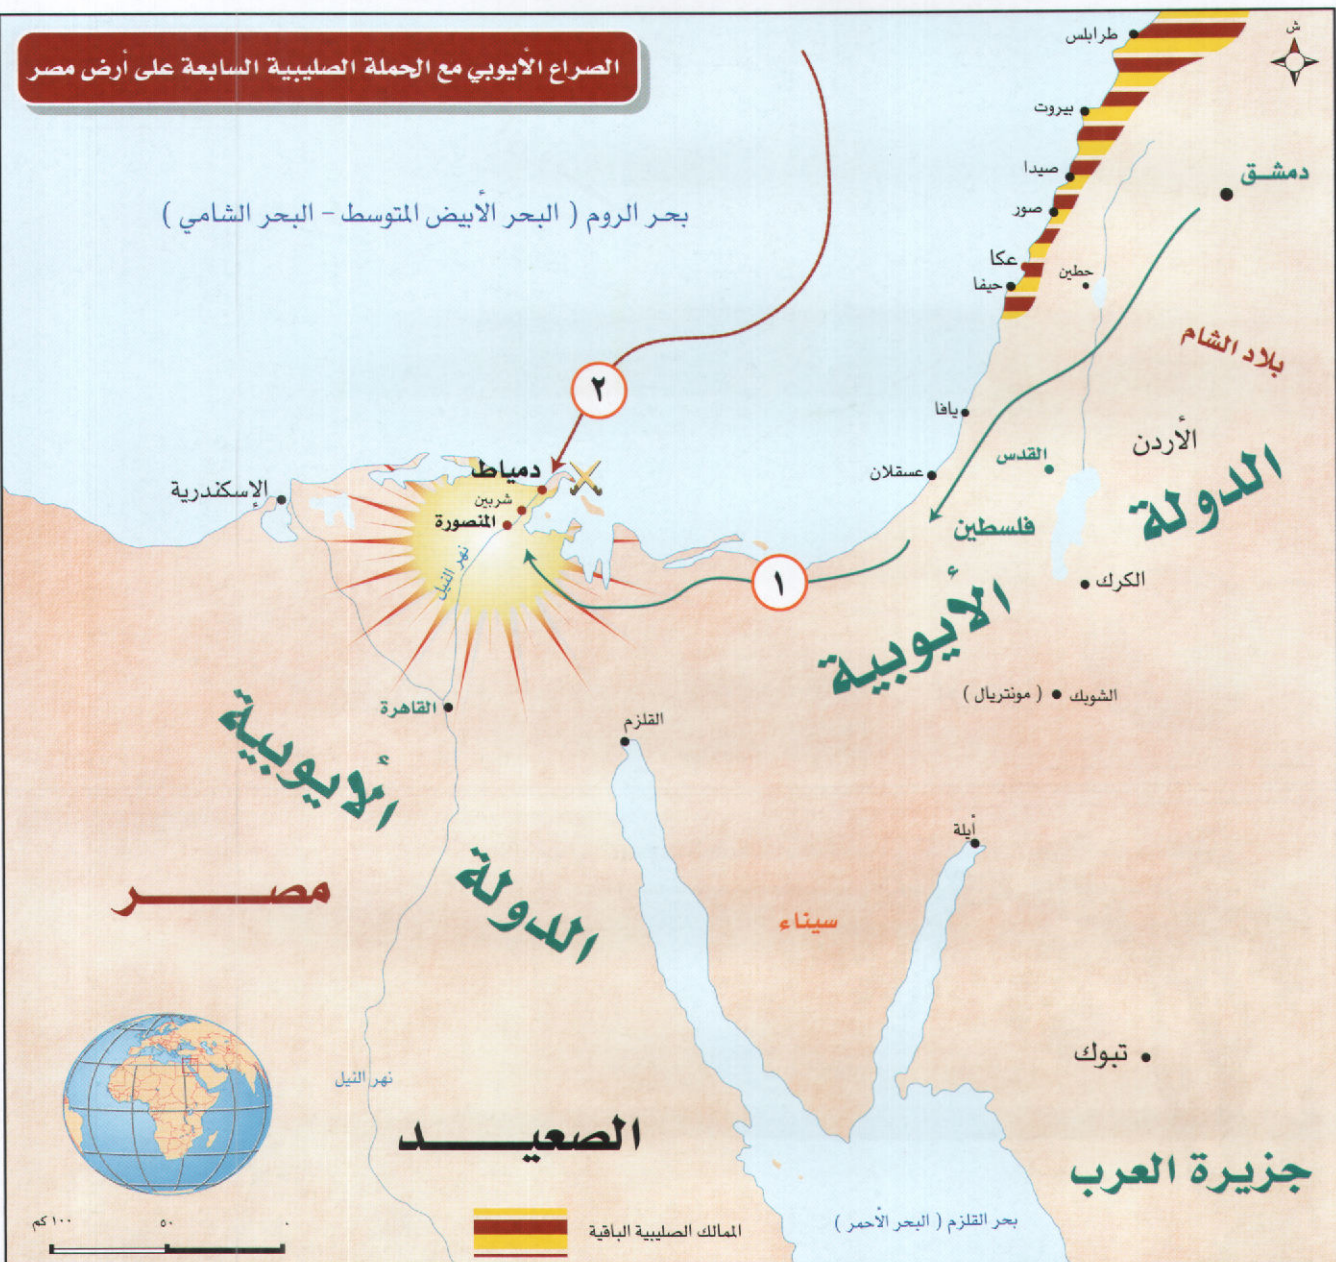 الصراع الأيوبي مع الحملة الصليبية السابعة على أرض مصر
ش
طرابلس
بيروت
صيدا
دمشــق
صور
بحر الروم ( البحر الأبيض المتوسط – البحر الشامي )
عكا
حطين
حيفا
بلاد الشام
٢
يافا
الأردن
القدس
عسقلان
دمياط
شربين
المنصورة
الإسكندرية
نهر النيل
فلسطين
الدولة
الأيوبية
١
الكرك
الشوبك
( مونتريال )
القاهرة
القلزم
الأيوبية
الدولة
أيلة
مصـــــــر
سيناء
تبوك
نهر النيل
الصعيـــــد
جزيرة العرب
بحر القلزم ( البحر الأحمر )
الممالك الصليبية الباقية
٠
٥٠
١٠٠ كم